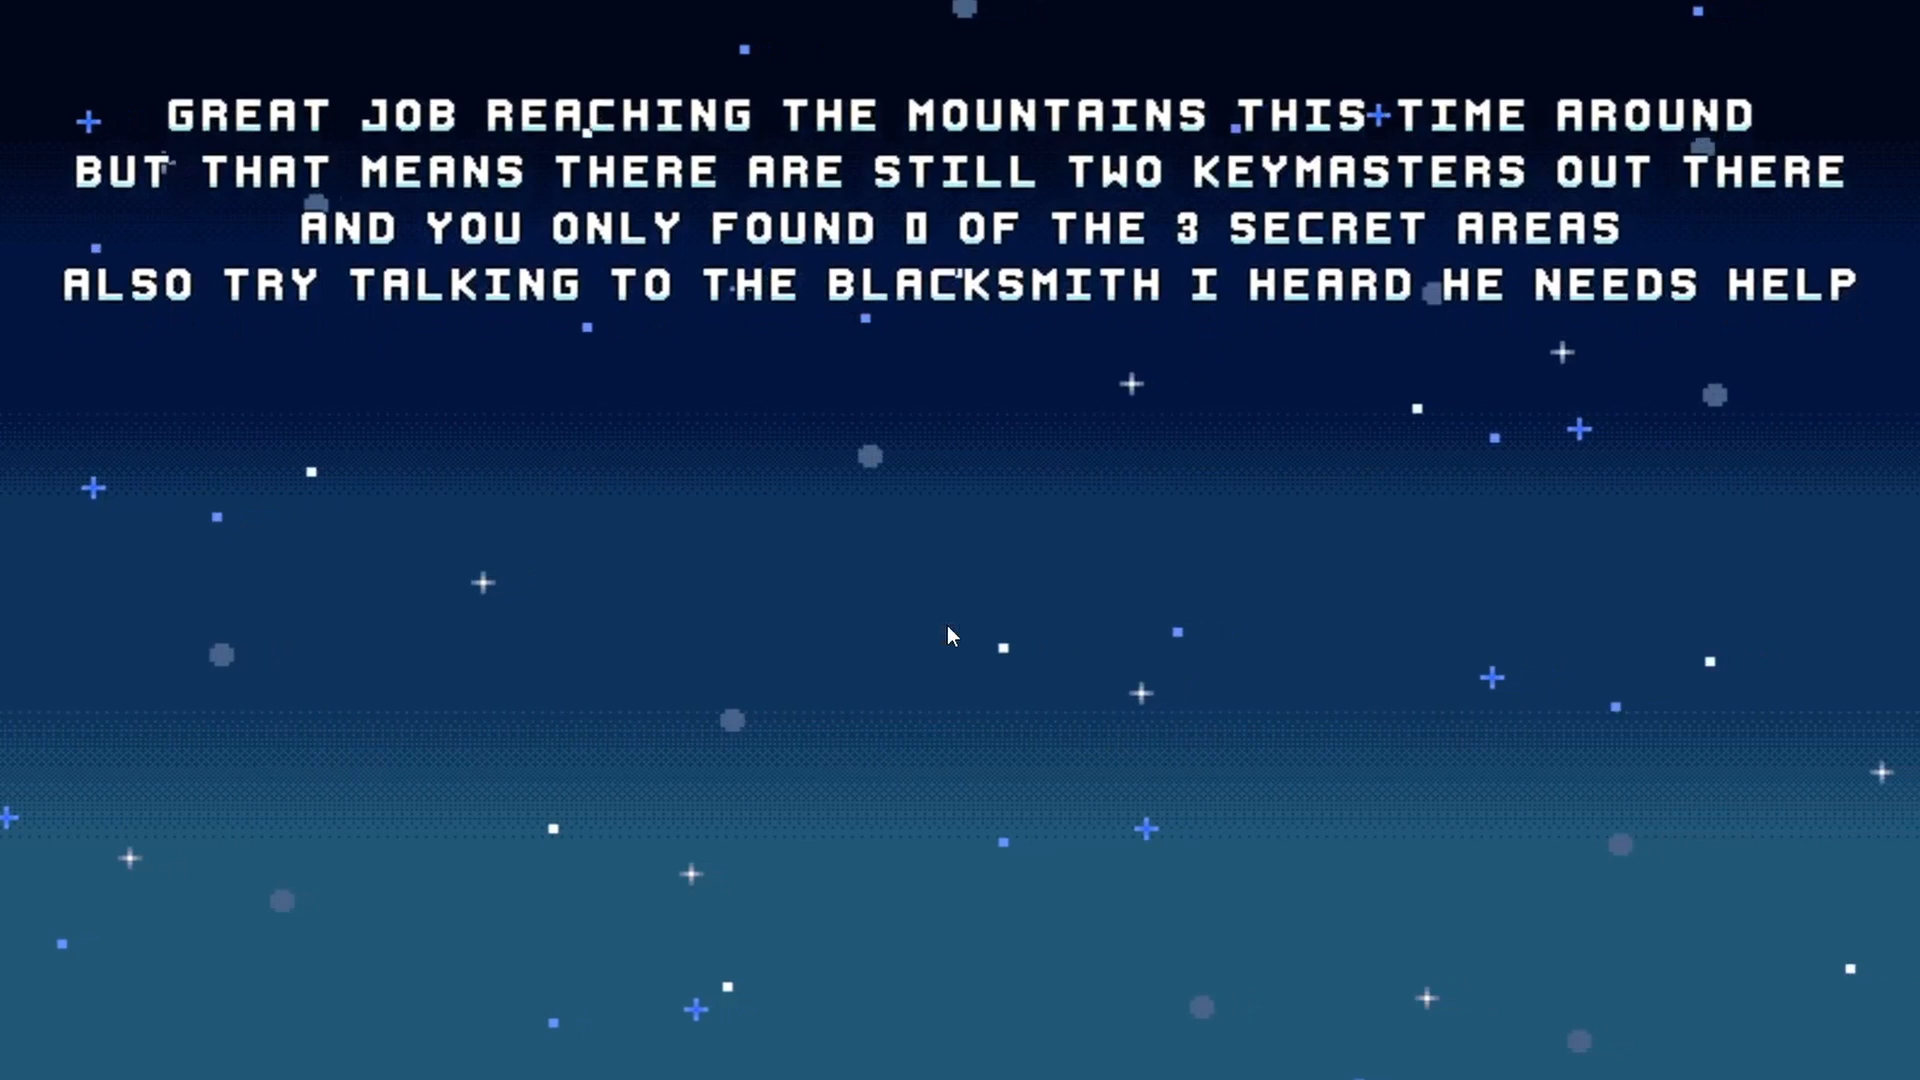 GREAT JOB REACHING THE MOUNTAINS THIS TIME AROUND
BUT THAT MEANS THERE ARE STILL TWO KEYMASTERS OUT THERE
AND YOU ONLY FOUND 0 OF THE 3 SECRET AREAS
ALSO TRY TALKING TO THE BLACKSMITH I HEARD HE NEEDS HELP